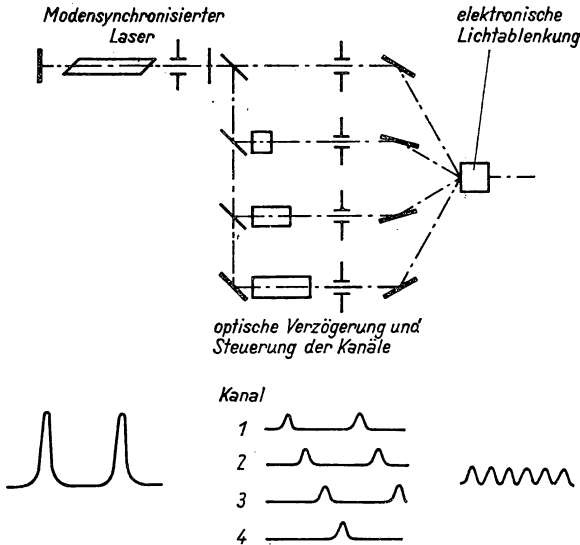 Modensynchronisierter
Laser
elektronische
Lichtablenkung
optische Verzögerung und
Steuerung der Kanäle
Kanal
1
2
3
4